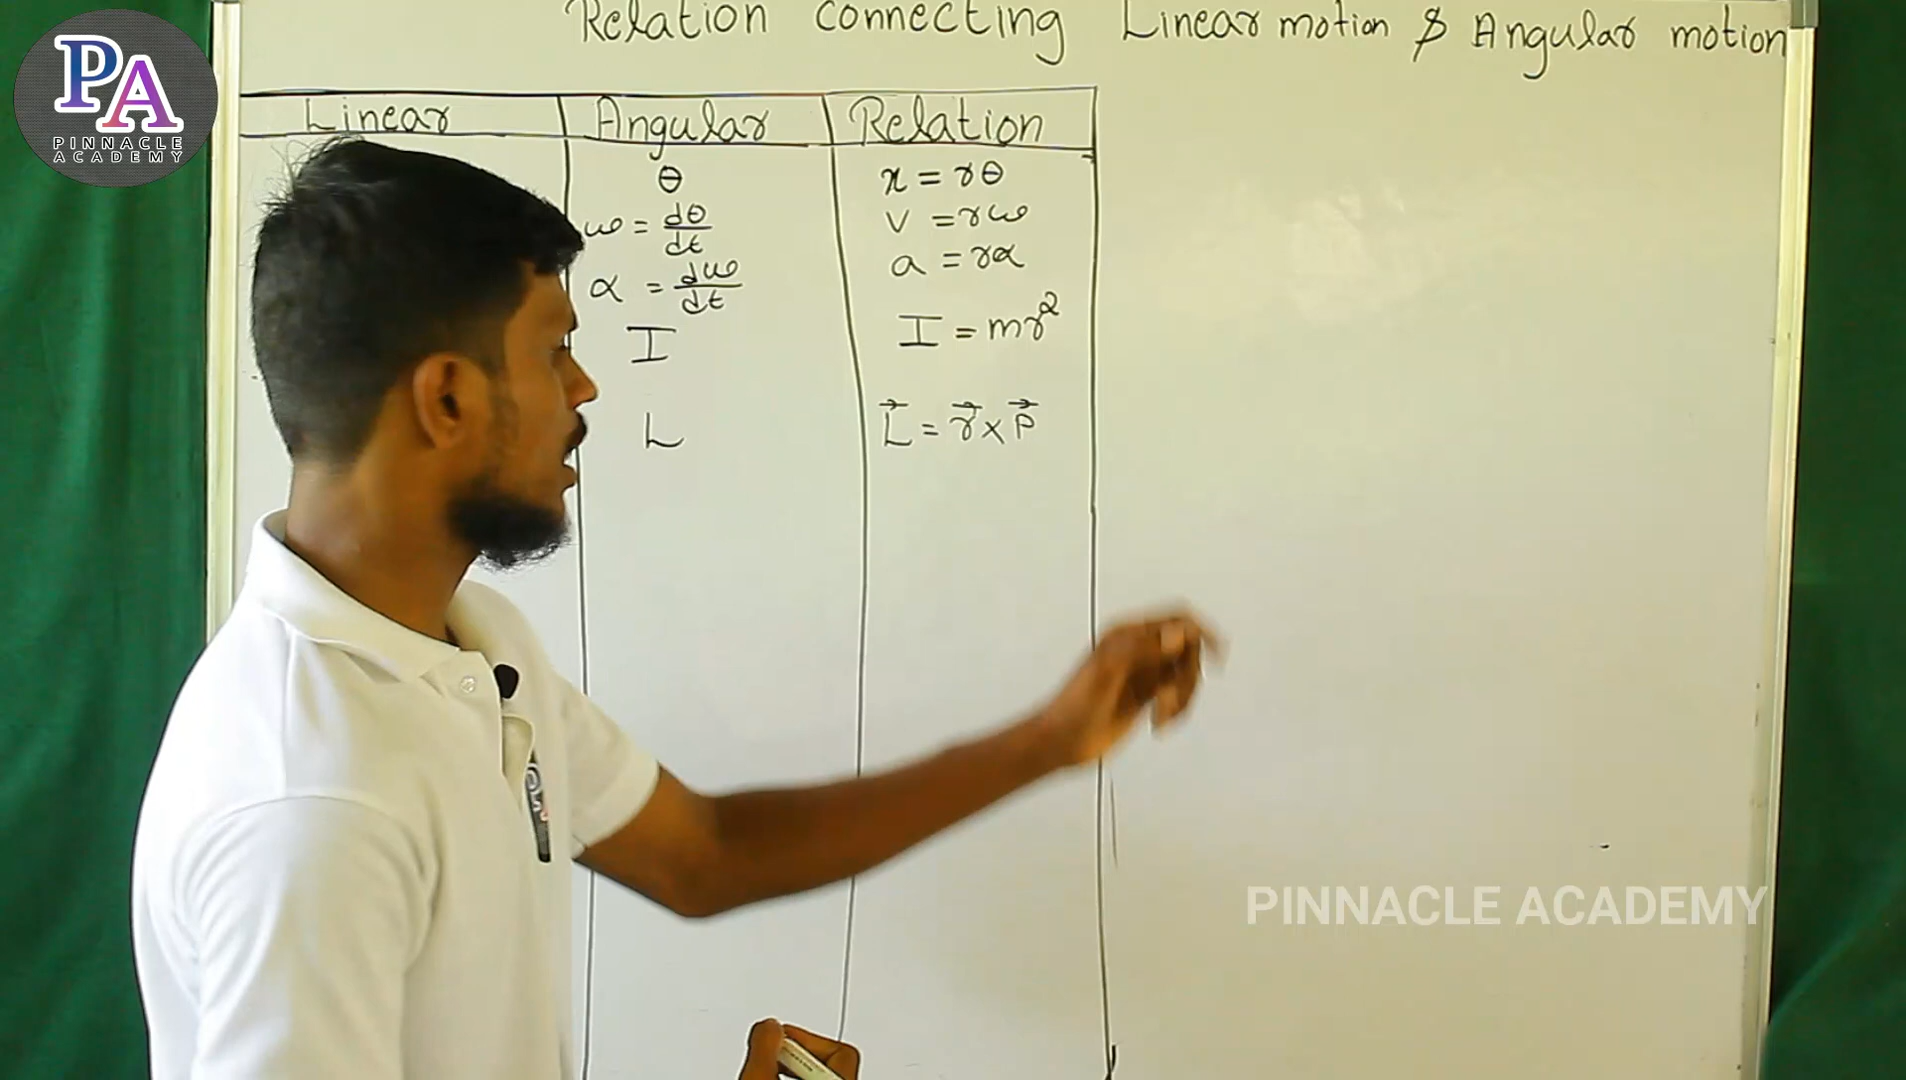 PA
PINNACLE
ACADEMY
Relation connecting Linear motion & Angular motion
Linear Angular Relation
θ x = rθ
ω = dθ/dt v = rω
α = dω/dt a = rα
I I = mr²
L L⃗ = r⃗ × P⃗
PINNACLE ACADEMY